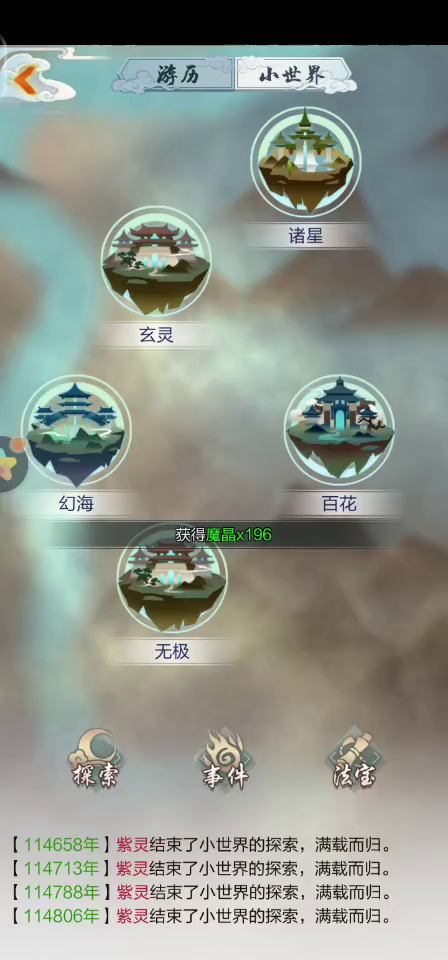 游历
小世界
诸星
玄灵
幻海
百花
获得魔晶x196
无极
探索
事件
法宝
【114658年】紫灵结束了小世界的探索，满载而归。
【114713年】紫灵结束了小世界的探索，满载而归。
【114788年】紫灵结束了小世界的探索，满载而归。
【114806年】紫灵结束了小世界的探索，满载而归。